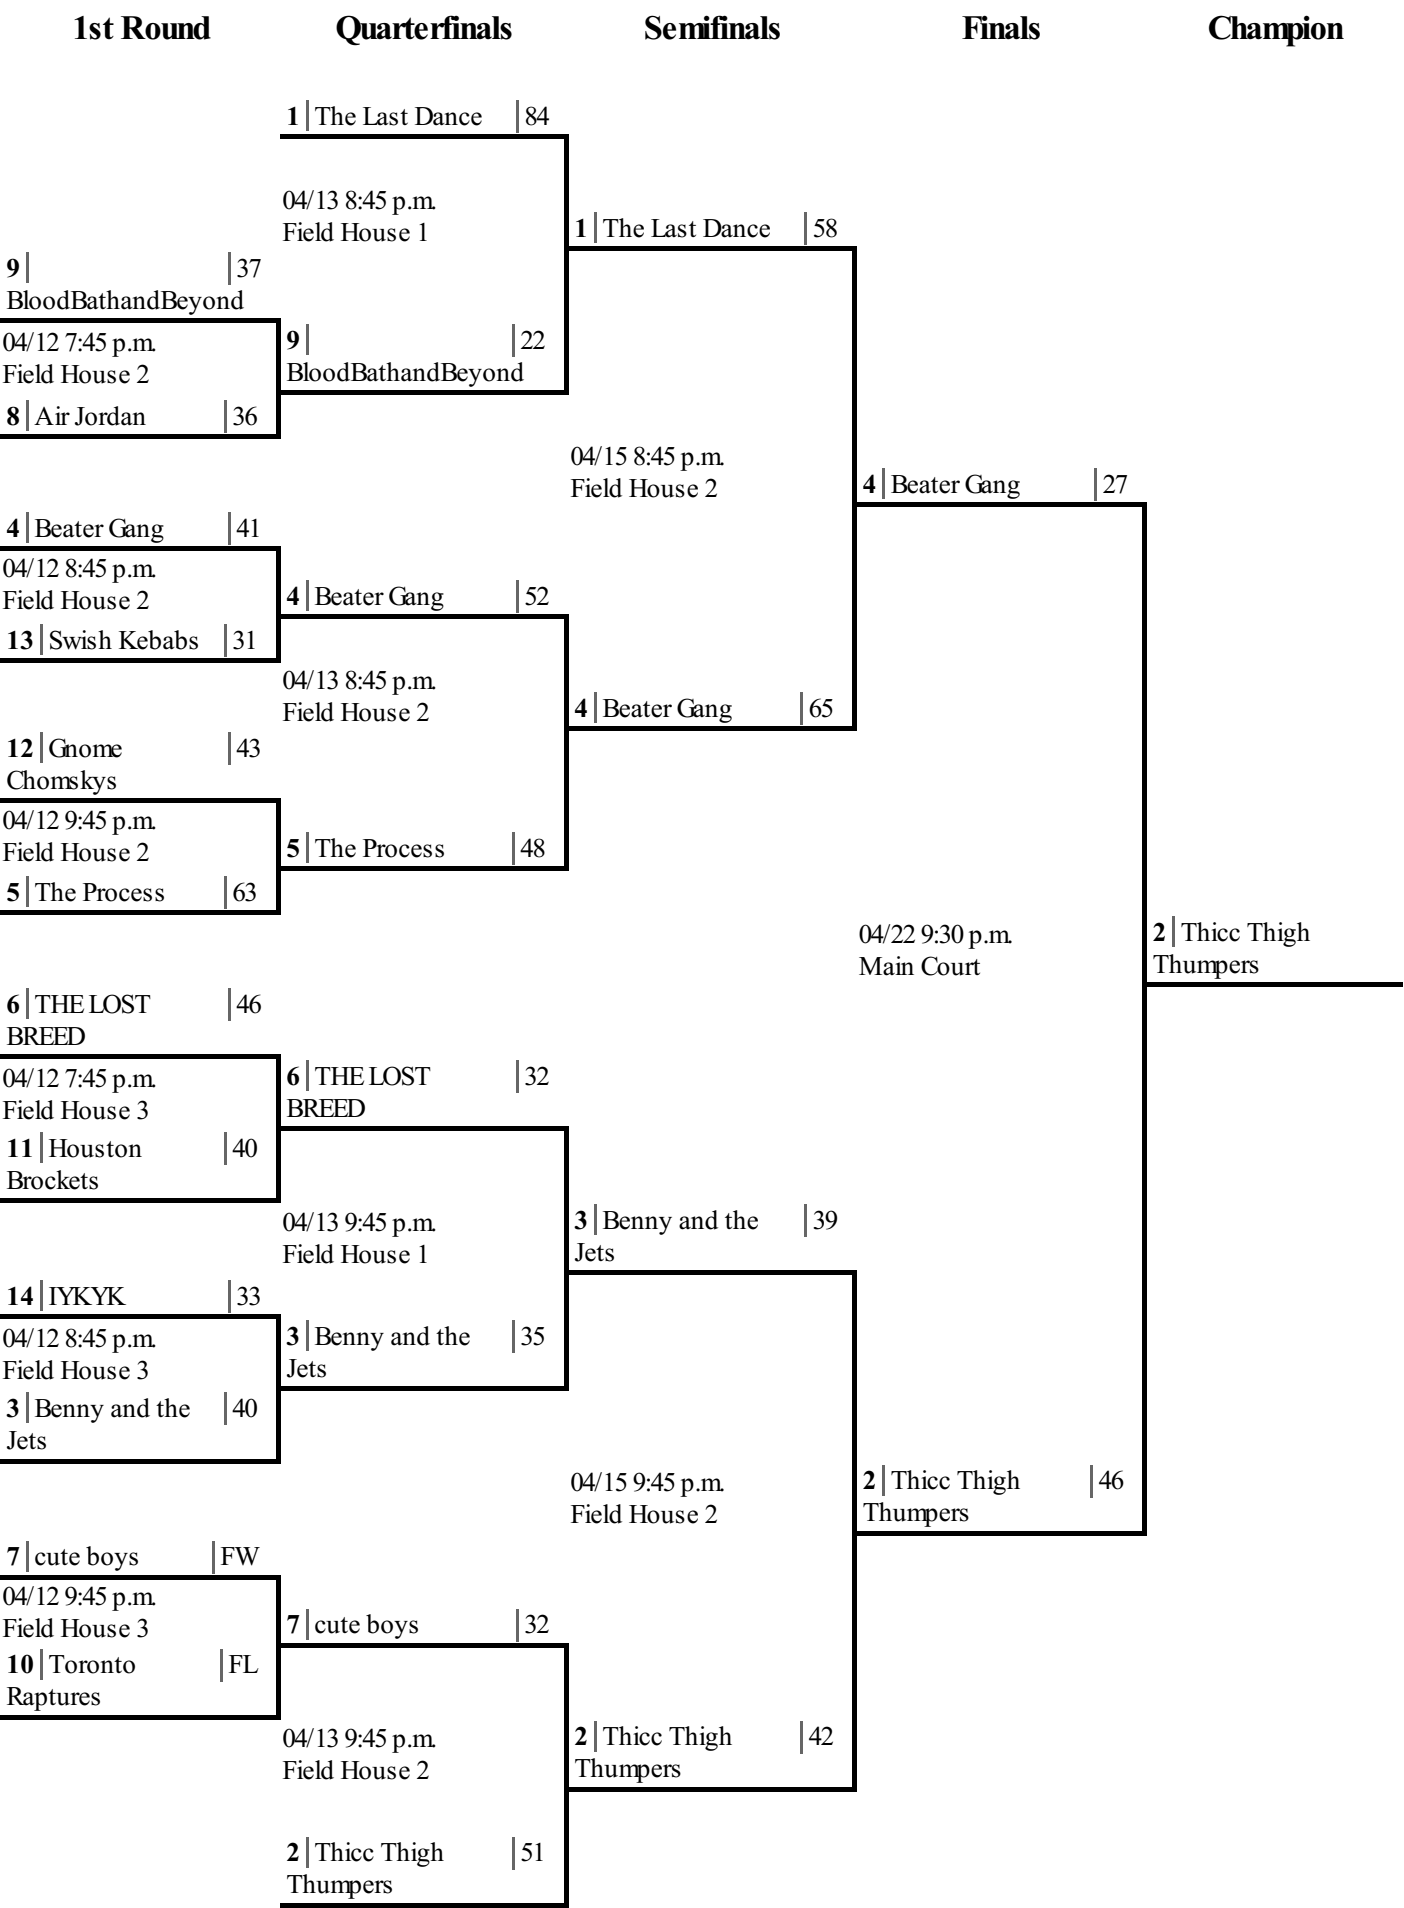 1st Round Quarterfinals Semifinals Finals Champion
9 | 37
BloodBathandBeyond
04/12 7:45 p.m.
Field House 2
8 | Air Jordan | 36
4 | Beater Gang | 41
04/12 8:45 p.m.
Field House 2
13 | Swish Kebabs | 31
12 | Gnome | 43
Chomskys
04/12 9:45 p.m.
Field House 2
5 | The Process | 63
6 | THE LOST | 46
BREED
04/12 7:45 p.m.
Field House 3
11 | Houston | 40
Brockets
14 | IYKYK | 33
04/12 8:45 p.m.
Field House 3
3 | Benny and the | 40
Jets
7 | cute boys | FW
04/12 9:45 p.m.
Field House 3
10 | Toronto | FL
Raptures
1 | The Last Dance | 84
04/13 8:45 p.m.
Field House 1
9 | 22
BloodBathandBeyond
4 | Beater Gang | 52
04/13 8:45 p.m.
Field House 2
5 | The Process | 48
6 | THE LOST | 32
BREED
04/13 9:45 p.m.
Field House 1
3 | Benny and the | 35
Jets
7 | cute boys | 32
04/13 9:45 p.m.
Field House 2
2 | Thicc Thigh | 51
Thumpers
1 | The Last Dance | 58
04/15 8:45 p.m.
Field House 2
4 | Beater Gang | 65
3 | Benny and the | 39
Jets
04/15 9:45 p.m.
Field House 2
2 | Thicc Thigh | 42
Thumpers
4 | Beater Gang | 27
04/22 9:30 p.m.
Main Court
2 | Thicc Thigh | 46
Thumpers
2 | Thicc Thigh
Thumpers